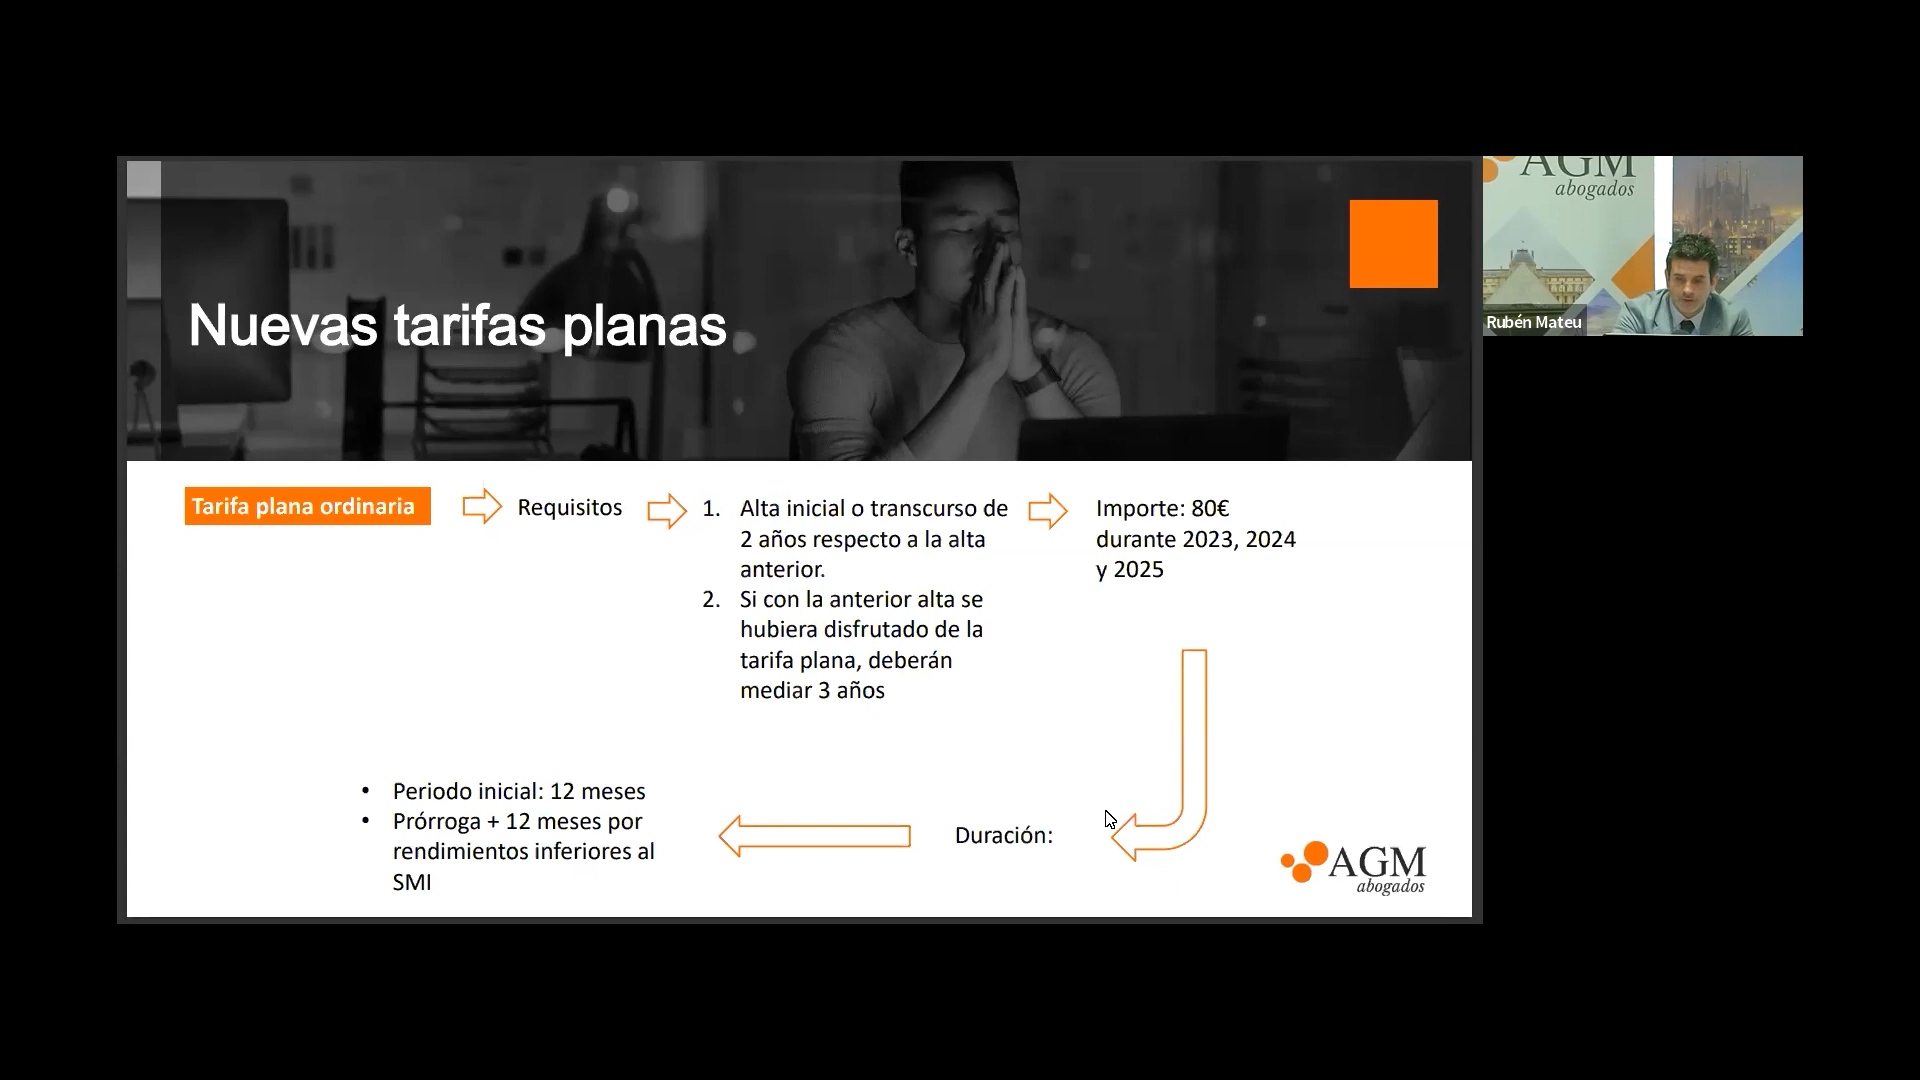 Nuevas tarifas planas
Tarifa plana ordinaria
Requisitos
1. Alta inicial o transcurso de
2 años respecto a la alta
anterior.
2. Si con la anterior alta se
hubiera disfrutado de la
tarifa plana, deberán
mediar 3 años
Importe: 80€
durante 2023, 2024
y 2025
Duración:
• Periodo inicial: 12 meses
• Prórroga + 12 meses por
rendimientos inferiores al
SMI
AGM
abogados
AGM
abogados
Rubén Mateu